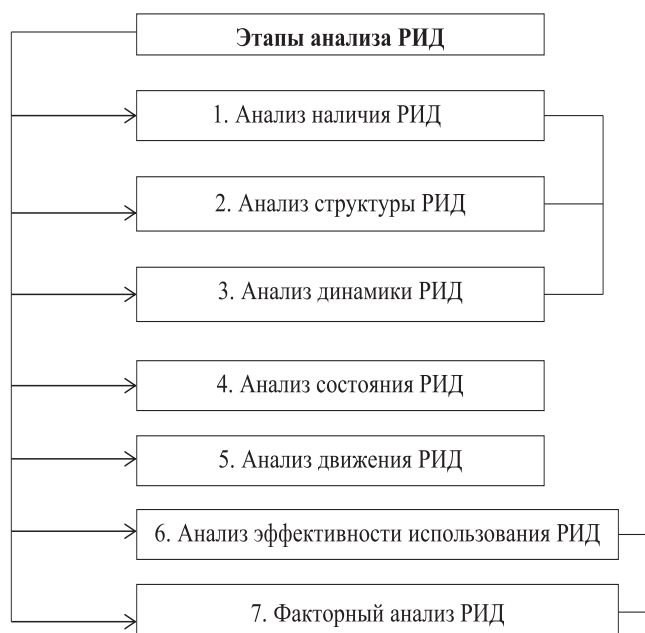 Этапы анализа РИД
1. Анализ наличия РИД
2. Анализ структуры РИД
3. Анализ динамики РИД
4. Анализ состояния РИД
5. Анализ движения РИД
6. Анализ эффективности использования РИД
7. Факторный анализ РИД